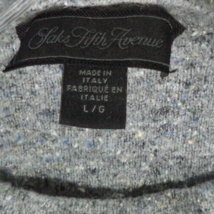 Saks Fifth Avenue
MADE IN
ITALY
FABRIQUÉ EN
ITALIE
L/G